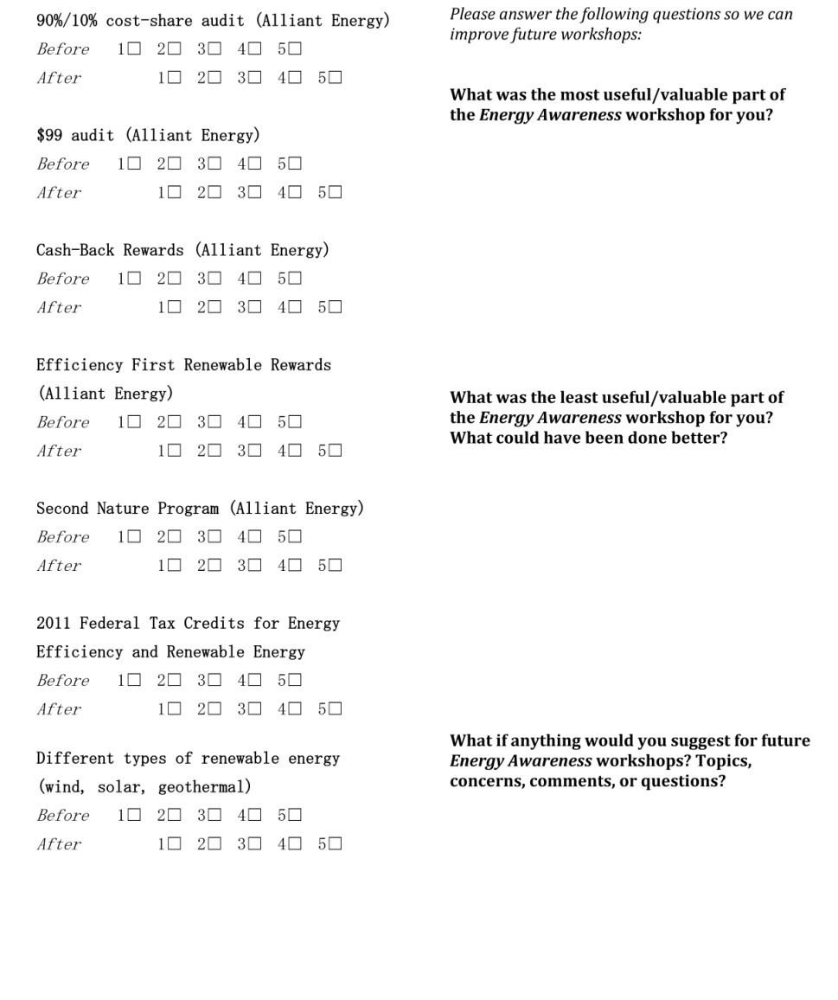 90%/10% cost-share audit (Alliant Energy)
Before 1☐ 2☐ 3☐ 4☐ 5☐
After 1☐ 2☐ 3☐ 4☐ 5☐
$99 audit (Alliant Energy)
Before 1☐ 2☐ 3☐ 4☐ 5☐
After 1☐ 2☐ 3☐ 4☐ 5☐
Cash-Back Rewards (Alliant Energy)
Before 1☐ 2☐ 3☐ 4☐ 5☐
After 1☐ 2☐ 3☐ 4☐ 5☐
Efficiency First Renewable Rewards
(Alliant Energy)
Before 1☐ 2☐ 3☐ 4☐ 5☐
After 1☐ 2☐ 3☐ 4☐ 5☐
Second Nature Program (Alliant Energy)
Before 1☐ 2☐ 3☐ 4☐ 5☐
After 1☐ 2☐ 3☐ 4☐ 5☐
2011 Federal Tax Credits for Energy
Efficiency and Renewable Energy
Before 1☐ 2☐ 3☐ 4☐ 5☐
After 1☐ 2☐ 3☐ 4☐ 5☐
Different types of renewable energy
(wind, solar, geothermal)
Before 1☐ 2☐ 3☐ 4☐ 5☐
After 1☐ 2☐ 3☐ 4☐ 5☐
Please answer the following questions so we can
improve future workshops:
What was the most useful/valuable part of
the Energy Awareness workshop for you?
What was the least useful/valuable part of
the Energy Awareness workshop for you?
What could have been done better?
What if anything would you suggest for future
Energy Awareness workshops? Topics,
concerns, comments, or questions?